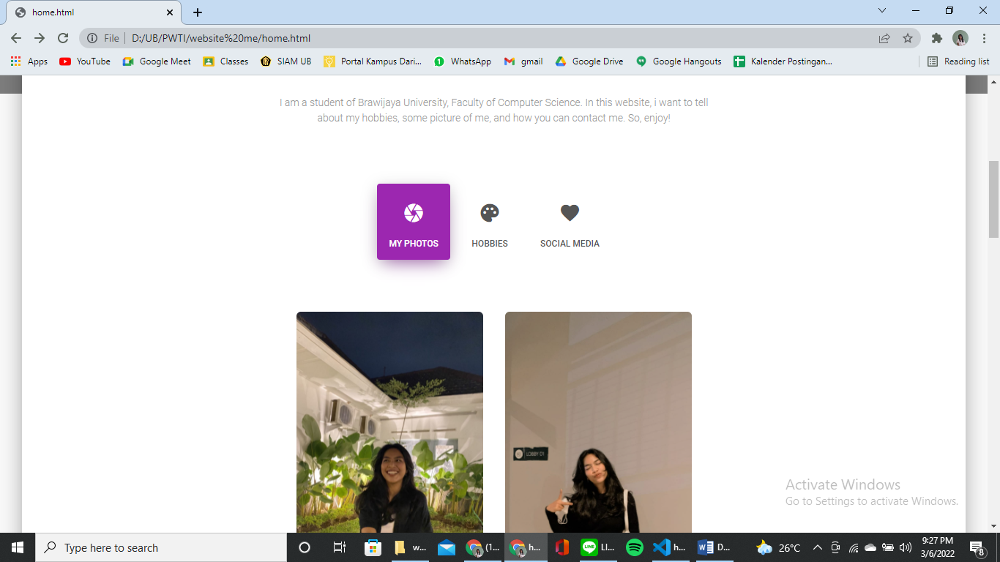 home.html
File
D:/UB/PWTI/website%20me/home.html
Apps
YouTube
Google Meet
Classes
SIAM UB
Portal Kampus Dari...
WhatsApp
gmail
Google Drive
Google Hangouts
Kalender Postingan...
Reading list
I am a student of Brawijaya University, Faculty of Computer Science. In this website, i want to tell
about my hobbies, some picture of me, and how you can contact me. So, enjoy!
MY PHOTOS
HOBBIES
SOCIAL MEDIA
LOBBY 01
Activate Windows
Go to Settings to activate Windows.
Type here to search
w...
(1...
h...
LINE
LI...
h...
D...
26°C
9:27 PM
3/6/2022
8